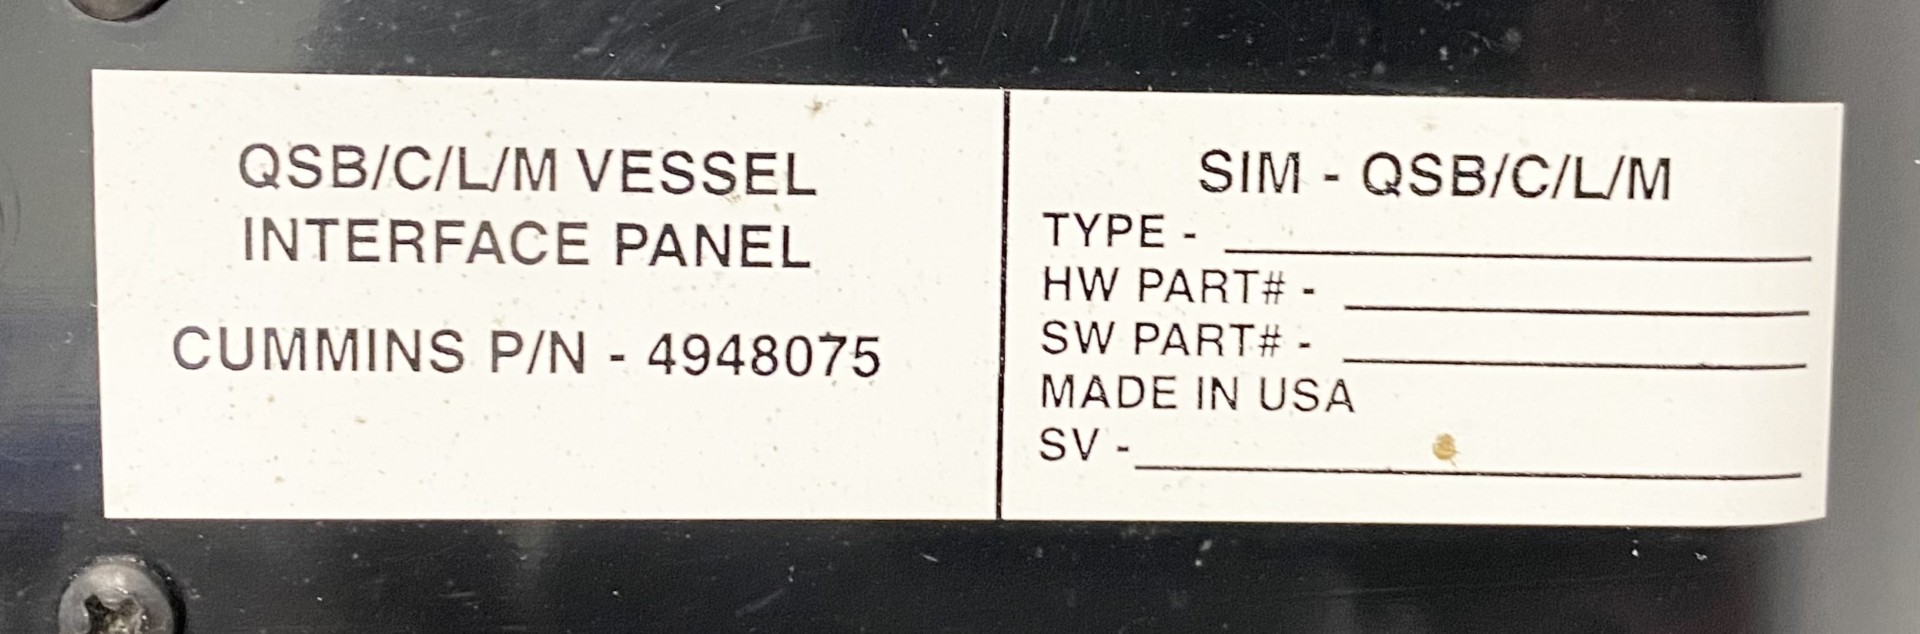 QSB/C/L/M VESSEL
INTERFACE PANEL
CUMMINS P/N - 4948075
SIM - QSB/C/L/M
TYPE -
HW PART# -
SW PART# -
MADE IN USA
SV -